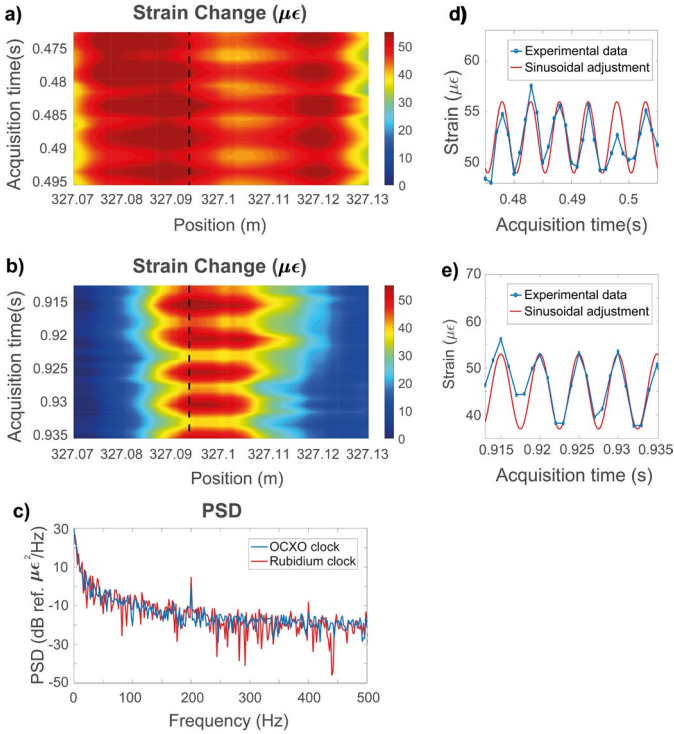 a)
Strain Change (με)
Acquisition time(s)
0.475
0.48
0.485
0.49
0.495
327.07 327.08 327.09 327.1 327.11 327.12 327.13
Position (m)
50
40
30
20
10
0
b)
Strain Change (με)
Acquisition time(s)
0.915
0.92
0.925
0.93
0.935
327.07 327.08 327.09 327.1 327.11 327.12 327.13
Position (m)
50
40
30
20
10
0
c)
PSD
PSD (dB ref. με²/Hz)
30
10
-10
-30
-50
OCXO clock
Rubidium clock
0 100 200 300 400 500
Frequency (Hz)
d)
Strain (με)
60
55
50
Experimental data
Sinusoidal adjustment
0.48 0.49 0.5
Acquisition time(s)
e)
Strain (με)
70
60
50
40
Experimental data
Sinusoidal adjustment
0.915 0.92 0.925 0.93 0.935
Acquisition time (s)